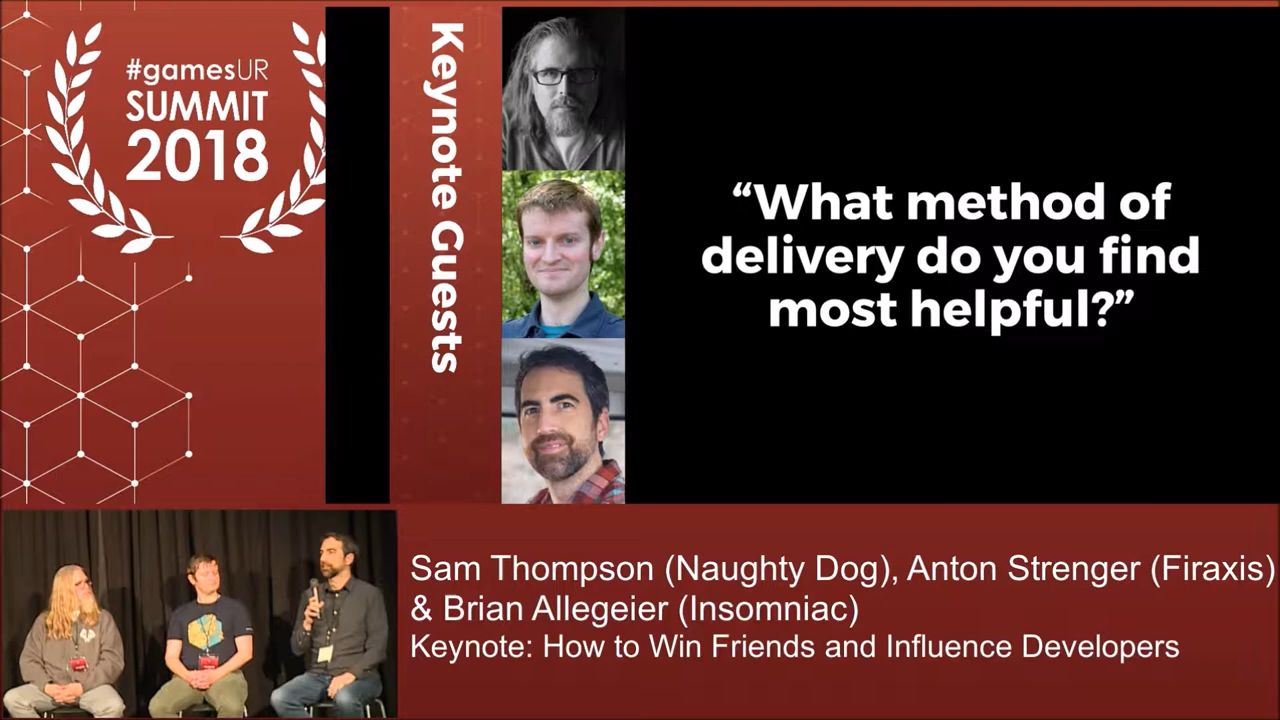 #gamesUR
SUMMIT
2018
Keynote Guests
“What method of
delivery do you find
most helpful?”
Sam Thompson (Naughty Dog), Anton Strenger (Firaxis)
& Brian Allegeier (Insomniac)
Keynote: How to Win Friends and Influence Developers